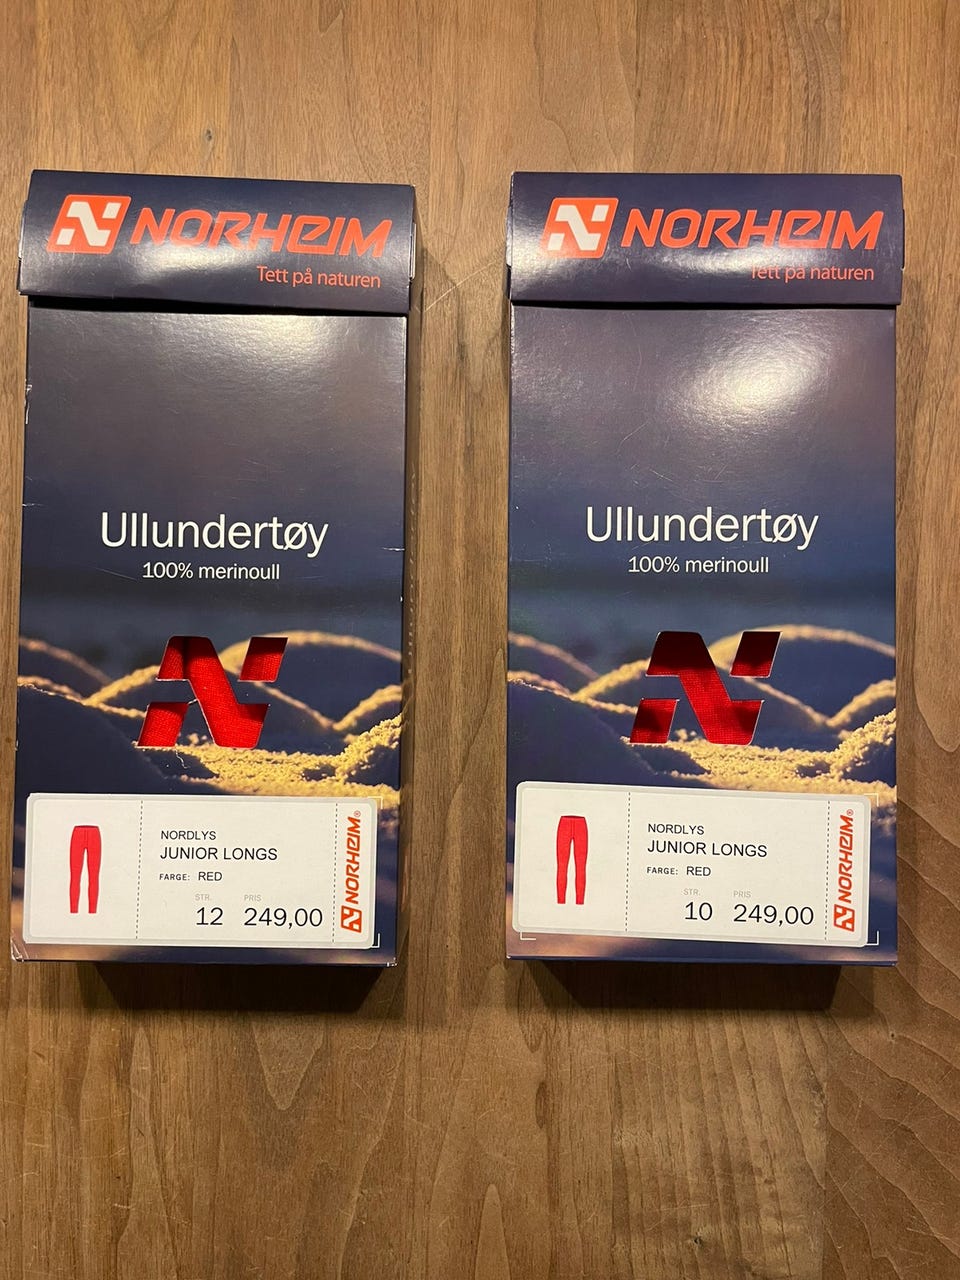 NORHEIM
Tett på naturen
Ullundertøy
100% merinoull
NORDLYS
JUNIOR LONGS
FARGE: RED
STR. PRIS
12 249,00
NORHEIM®
NORHEIM
Tett på naturen
Ullundertøy
100% merinoull
NORDLYS
JUNIOR LONGS
FARGE: RED
STR. PRIS
10 249,00
NORHEIM®